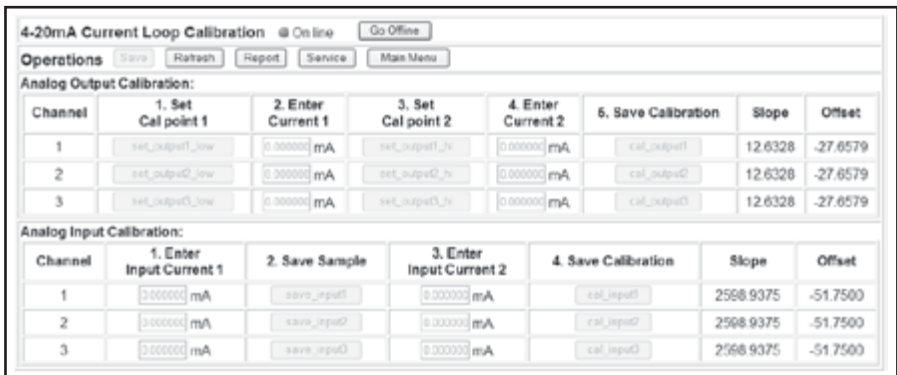 4-20mA Current Loop Calibration On line Go Offline
Operations Save Refresh Report Service Main Menu
Analog Output Calibration:
Channel 1. Set Cal point 1 2. Enter Current 1 3. Set Cal point 2 4. Enter Current 2 5. Save Calibration Slope Offset
1 set_output1_low 0.000000 mA set_output1_hi 0.000000 mA cal_output1 12.6328 -27.6579
2 set_output2_low 0.000000 mA set_output2_hi 0.000000 mA cal_output2 12.6328 -27.6579
3 set_output3_low 0.000000 mA set_output3_hi 0.000000 mA cal_output3 12.6328 -27.6579
Analog Input Calibration:
Channel 1. Enter Input Current 1 2. Save Sample 3. Enter Input Current 2 4. Save Calibration Slope Offset
1 0.000000 mA save_input1 0.000000 mA cal_input1 2598.9375 -51.7500
2 0.000000 mA save_input2 0.000000 mA cal_input2 2598.9375 -51.7500
3 0.000000 mA save_input3 0.000000 mA cal_input3 2598.9375 -51.7500